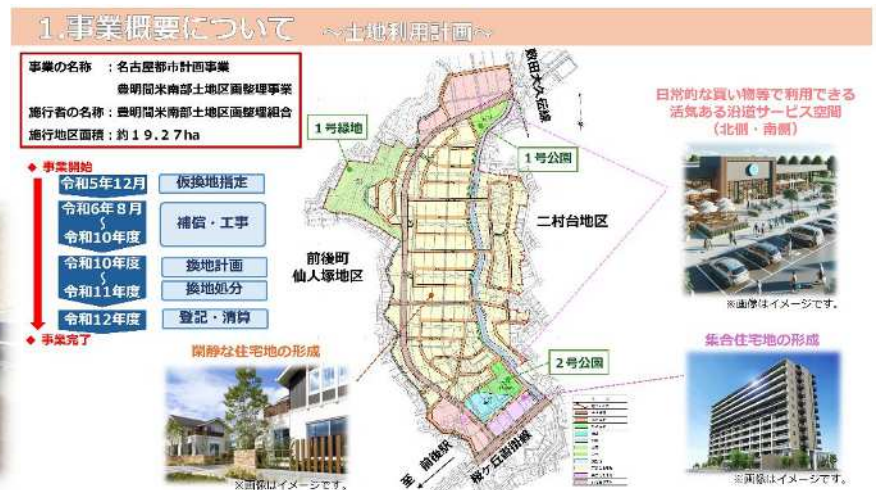 1.事業概要について ～土地利用計画～
事業の名称 ：名古屋都市計画事業
豊明間米南部土地区画整理事業
施行者の名称：豊明間米南部土地区画整理組合
施行地区面積：約19.27ha
◆ 事業開始
令和5年12月 仮換地指定
令和6年8月
～
令和10年度
補償・工事
令和10年度
～
令和11年度
換地計画
換地処分
令和12年度 登記・清算
◆ 事業完了
1号緑地
前後町
仙人塚地区
1号公園
二村台地区
2号公園
至 前後駅
日常的な買い物等で利用できる
活気ある沿道サービス空間
（北側・南側）
※画像はイメージです。
閑静な住宅地の形成
※画像はイメージです。
集合住宅地の形成
※画像はイメージです。